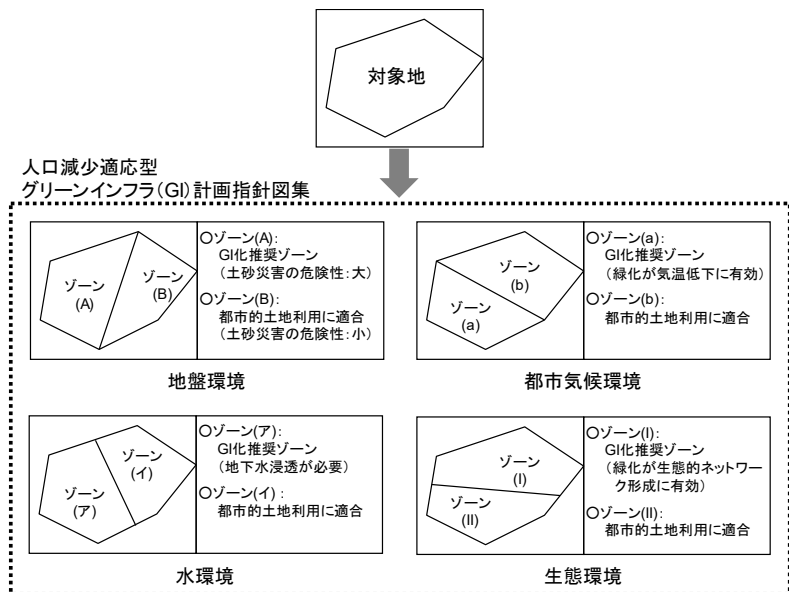 対象地
人口減少適応型
グリーンインフラ(GI)計画指針図集
ゾーン
(A)
ゾーン
(B)
○ゾーン(A):
GI化推奨ゾーン
(土砂災害の危険性:大)
○ゾーン(B):
都市的土地利用に適合
(土砂災害の危険性:小)
地盤環境
ゾーン
(b)
ゾーン
(a)
○ゾーン(a):
GI化推奨ゾーン
(緑化が気温低下に有効)
○ゾーン(b):
都市的土地利用に適合
都市気候環境
ゾーン
(イ)
ゾーン
(ア)
○ゾーン(ア):
GI化推奨ゾーン
(地下水浸透が必要)
○ゾーン(イ):
都市的土地利用に適合
水環境
ゾーン
(I)
ゾーン
(II)
○ゾーン(I):
GI化推奨ゾーン
(緑化が生態的ネットワー
ク形成に有効)
○ゾーン(II):
都市的土地利用に適合
生態環境